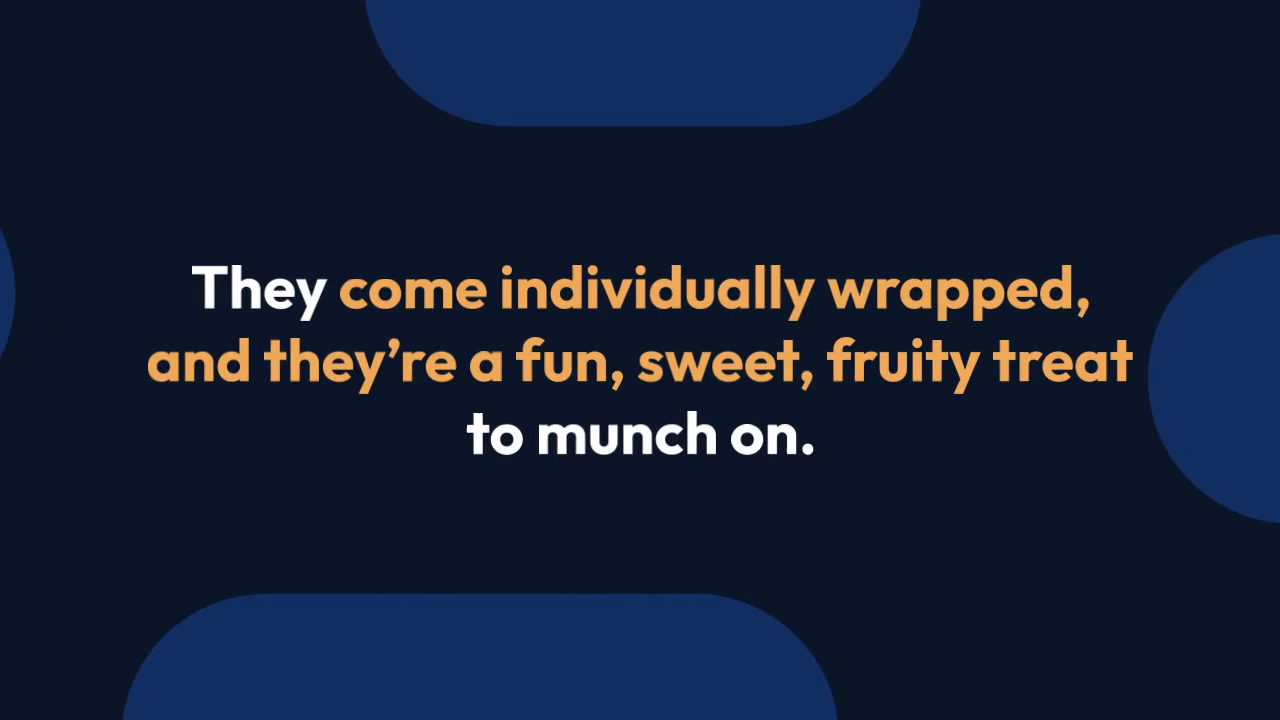 They come individually wrapped,
and they’re a fun, sweet, fruity treat
to munch on.